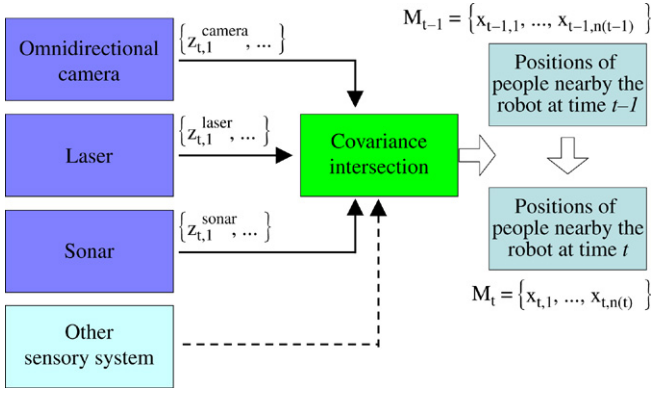 Omnidirectional
camera
{z_{t,1}^{camera}, ... }
M_{t–1} = {x_{t–1,1}, ..., x_{t–1,n(t–1)} }
Positions of
people nearby the
robot at time t–1
Laser
{z_{t,1}^{laser}, ... }
Covariance
intersection
Sonar
{z_{t,1}^{sonar}, ... }
Positions of
people nearby the
robot at time t
M_t = {x_{t,1}, ..., x_{t,n(t)} }
Other
sensory system